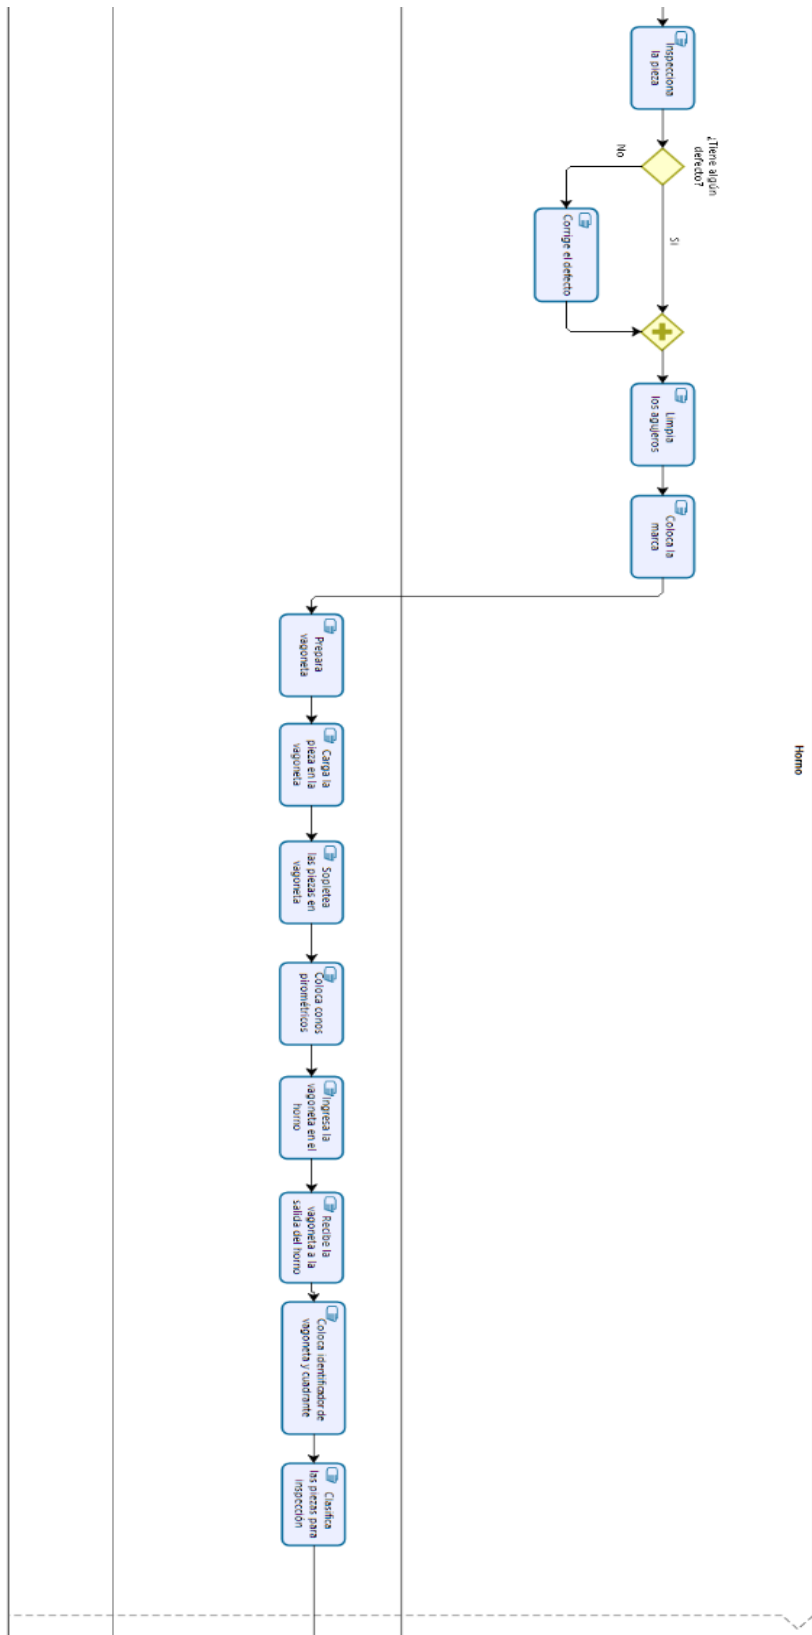 Inspecciona
la pieza
¿Tiene algún
defecto?
No
Si
Corrige el defecto
Limpia
los agujeros
Coloca la
marca
Horno
Prepara
vagoneta
Carga la
pieza en la
vagoneta
Sopletea
las piezas en
vagoneta
Coloca conos
pirométricos
Ingresa la
vagoneta en el
horno
Recibe la
vagoneta a la
salida del horno
Coloca identificador de
vagoneta y cuadrante
Clasifica
las piezas para
inspección